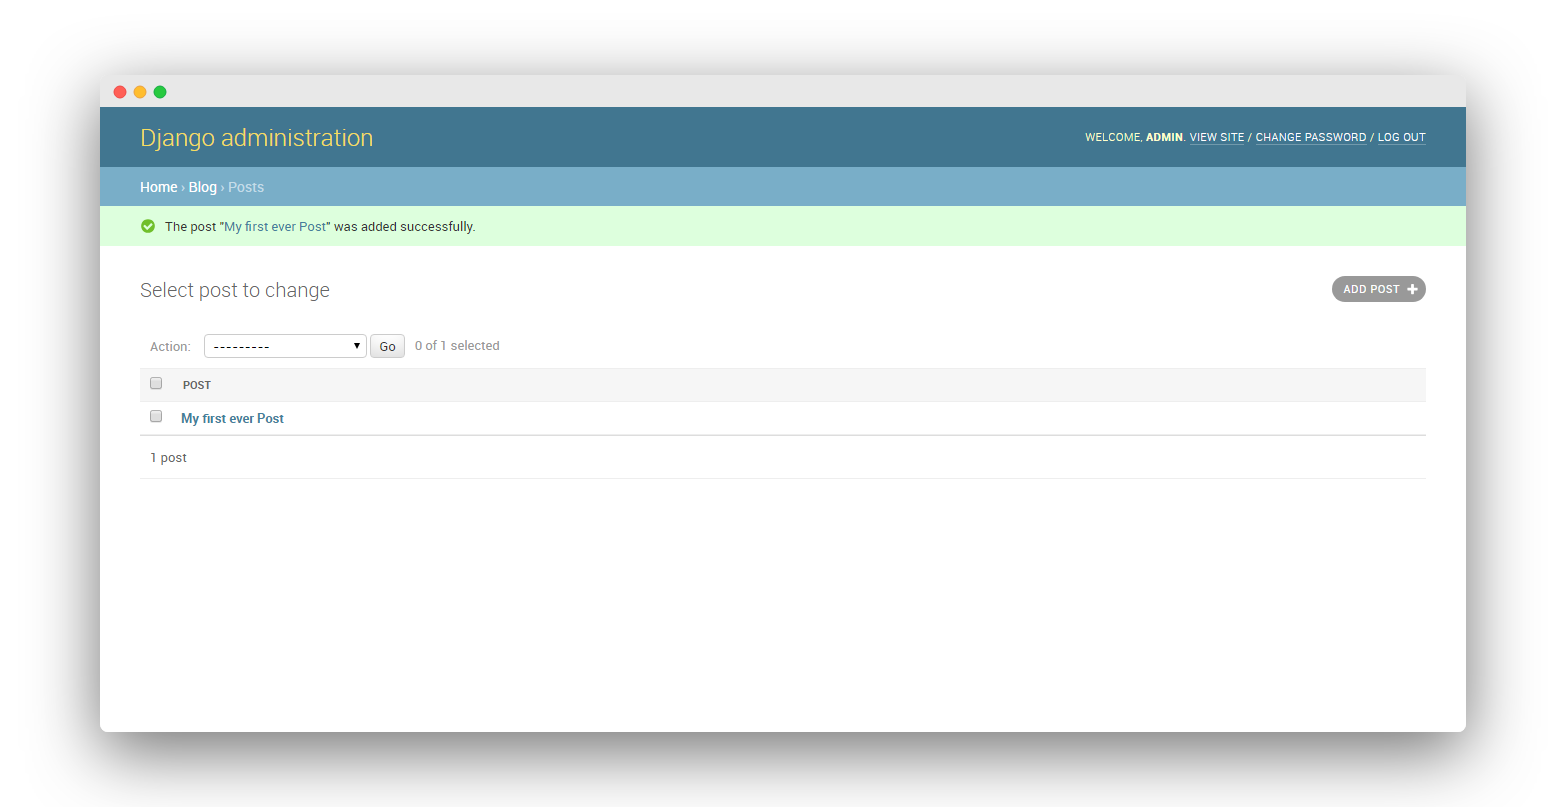 Django administration
WELCOME, ADMIN. VIEW SITE / CHANGE PASSWORD / LOG OUT
Home › Blog › Posts
The post "My first ever Post" was added successfully.
Select post to change
ADD POST
Action: --------- Go 0 of 1 selected
POST
My first ever Post
1 post